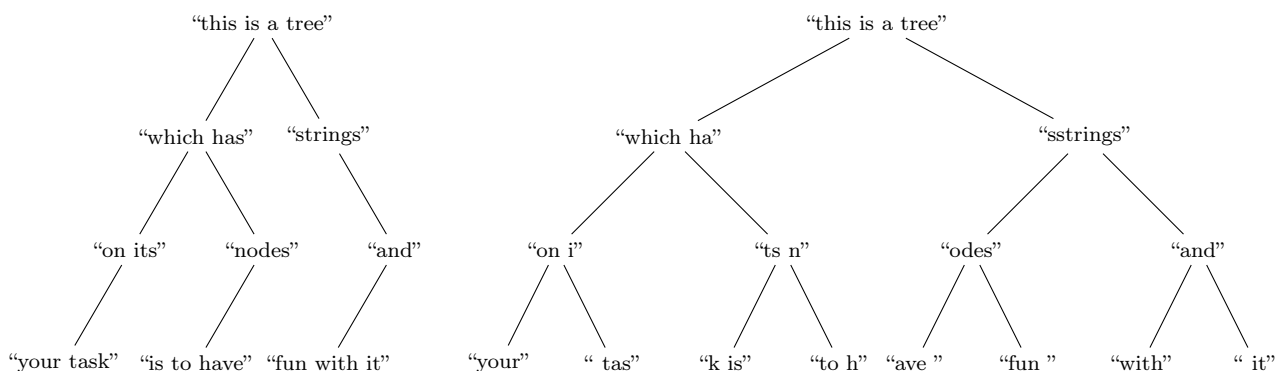 “this is a tree” “this is a tree”
“which has” “strings” “which ha” “sstrings”
“on its” “nodes” “and” “on i” “ts n” “odes” “and”
“your task” “is to have” “fun with it” “your” “ tas” “k is” “to h” “ave ” “fun ” “with” “ it”